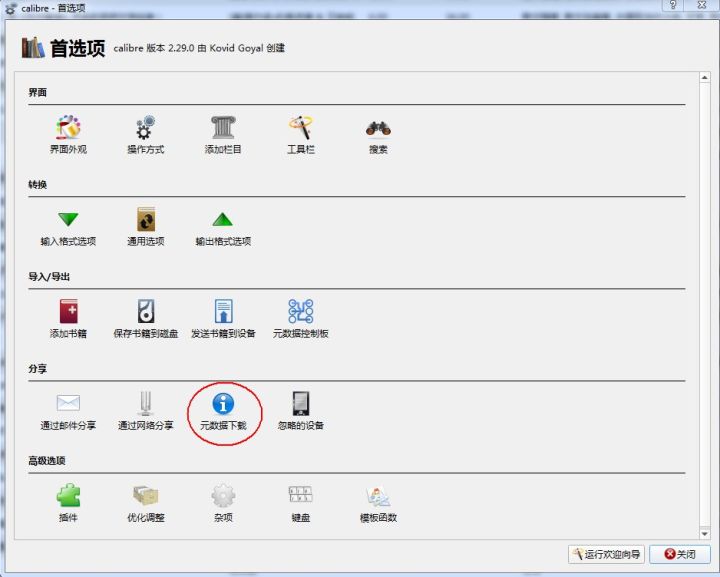 calibre - 首选项
首选项 calibre 版本 2.29.0 由 Kovid Goyal 创建
界面
界面外观 操作方式 添加栏目 工具栏 搜索
转换
输入格式选项 通用选项 输出格式选项
导入/导出
添加书籍 保存书籍到磁盘 发送书籍到设备 元数据控制板
分享
通过邮件分享 通过网络分享 元数据下载 忽略的设备
高级选项
插件 优化调整 杂项 键盘 模板函数
运行欢迎向导 关闭